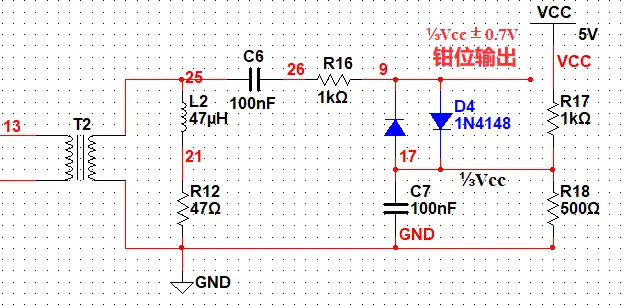 VCC
5V
⅓Vcc ± 0.7V
钳位输出
VCC
C6
25
26
R16
9
100nF
1kΩ
L2
47μH
D4
1N4148
R17
1kΩ
13
T2
21
17
⅓Vcc
R12
47Ω
C7
100nF
R18
500Ω
GND
GND